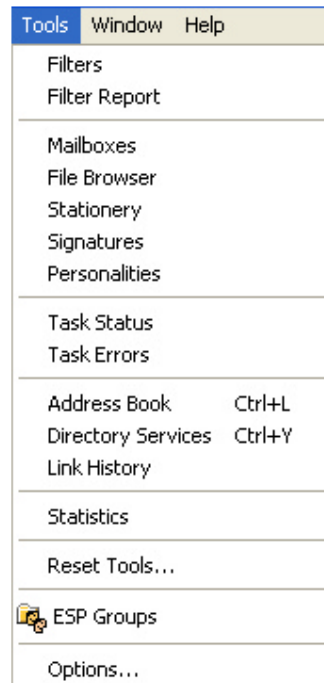 Tools Window Help
Filters
Filter Report
Mailboxes
File Browser
Stationery
Signatures
Personalities
Task Status
Task Errors
Address Book Ctrl+L
Directory Services Ctrl+Y
Link History
Statistics
Reset Tools...
ESP Groups
Options...